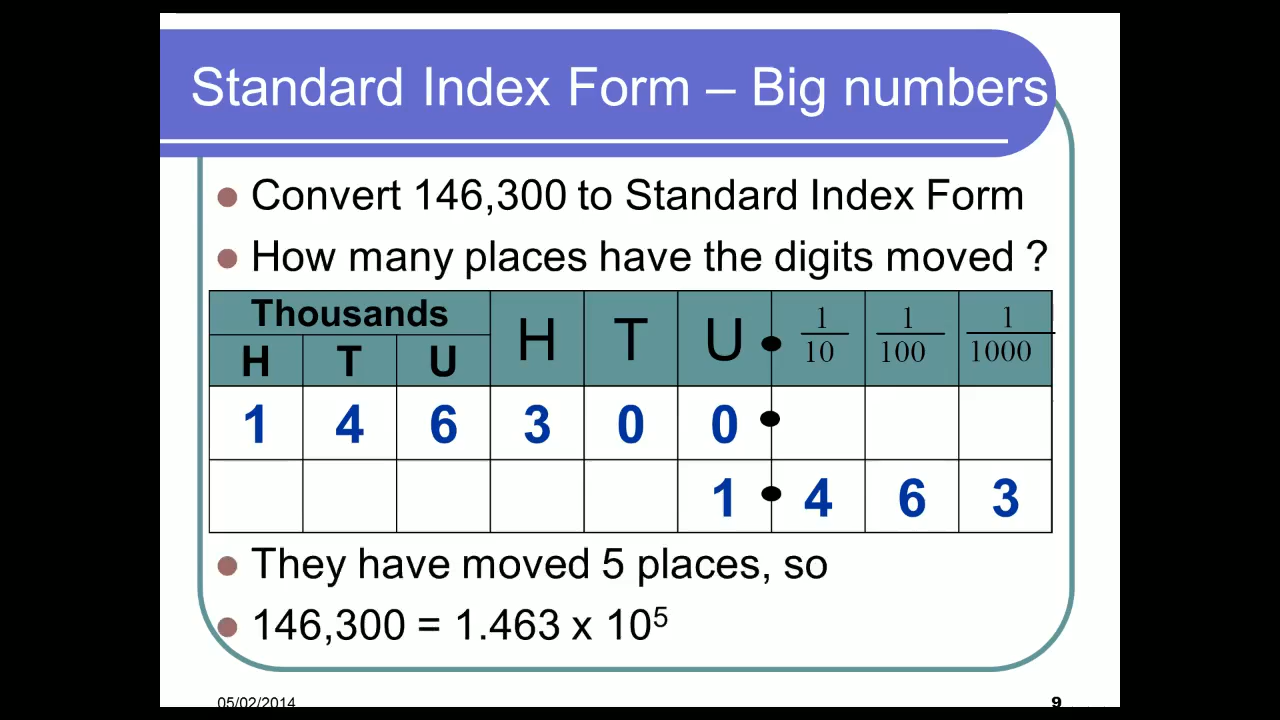 Standard Index Form – Big numbers
Convert 146,300 to Standard Index Form
How many places have the digits moved ?
Thousands
H T U H T U • 1/10 1/100 1/1000
1 4 6 3 0 0 •
1 • 4 6 3
They have moved 5 places, so
146,300 = 1.463 x 10⁵
05/02/2014 9